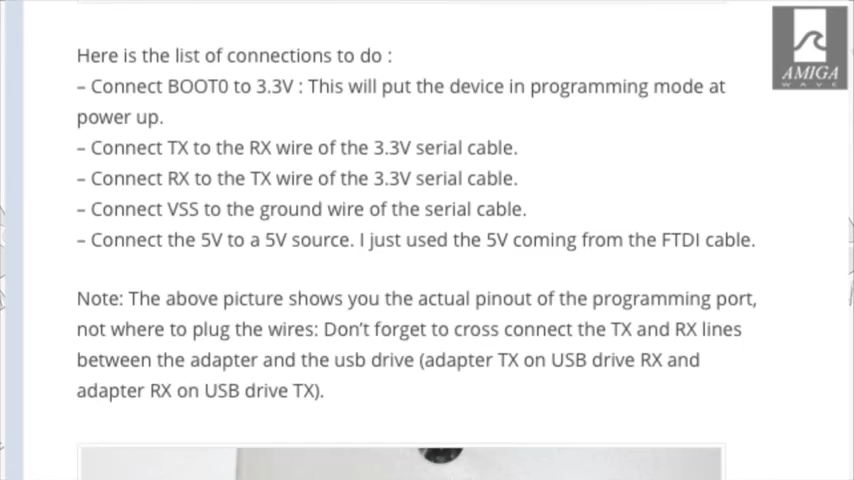 Here is the list of connections to do :
– Connect BOOT0 to 3.3V : This will put the device in programming mode at
power up.
– Connect TX to the RX wire of the 3.3V serial cable.
– Connect RX to the TX wire of the 3.3V serial cable.
– Connect VSS to the ground wire of the serial cable.
– Connect the 5V to a 5V source. I just used the 5V coming from the FTDI cable.
Note: The above picture shows you the actual pinout of the programming port,
not where to plug the wires: Don’t forget to cross connect the TX and RX lines
between the adapter and the usb drive (adapter TX on USB drive RX and
adapter RX on USB drive TX).
AMIGA
WAVE